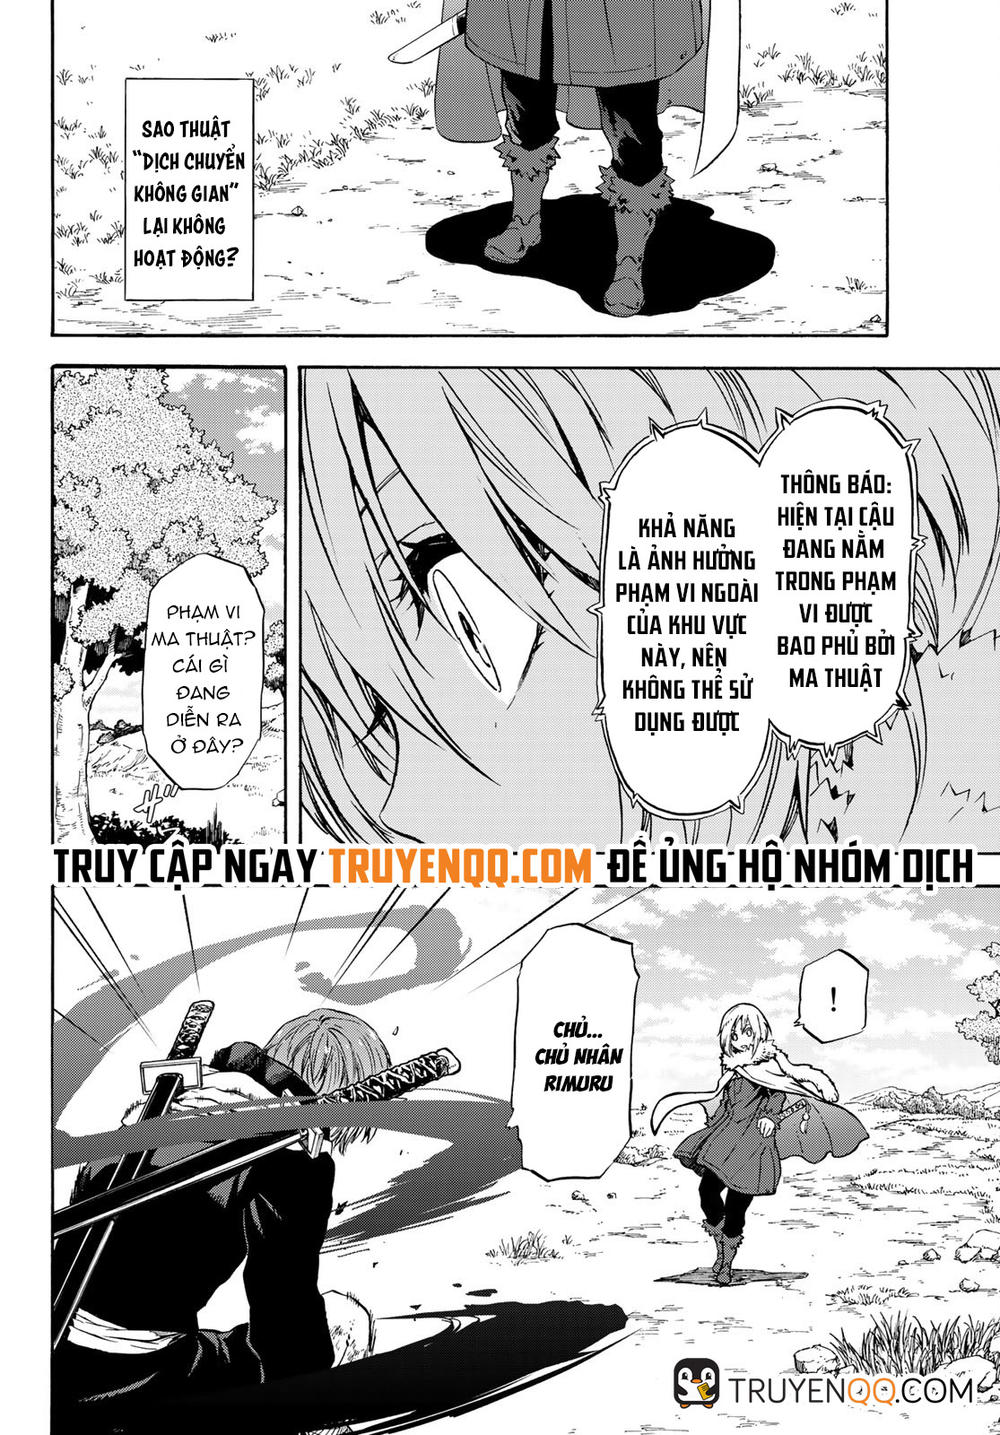 SAO THUẬT
"DỊCH CHUYỂN
KHÔNG GIAN"
LẠI KHÔNG
HOẠT ĐỘNG?
THÔNG BÁO:
HIỆN TẠI CẬU
ĐANG NẰM
TRONG PHẠM
VI ĐƯỢC
BAO PHỦ BỞI
MA THUẬT
KHẢ NĂNG
LÀ ẢNH HƯỞNG
PHẠM VI NGOÀI
CỦA KHU VỰC
NÀY, NÊN
KHÔNG THỂ SỬ
DỤNG ĐƯỢC
PHẠM VI
MA THUẬT?
CÁI GÌ
ĐANG
DIỄN RA
Ở ĐÂY?
TRUY CẬP NGAY TRUYENQQ.COM ĐỂ ỦNG HỘ NHÓM DỊCH
!
CHỦ...
CHỦ NHÂN
RIMURU
TRUYENQQ.COM